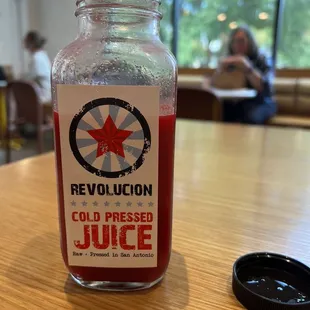 REVOLUCION
COLD PRESSED
JUICE
Raw - Pressed in San Antonio